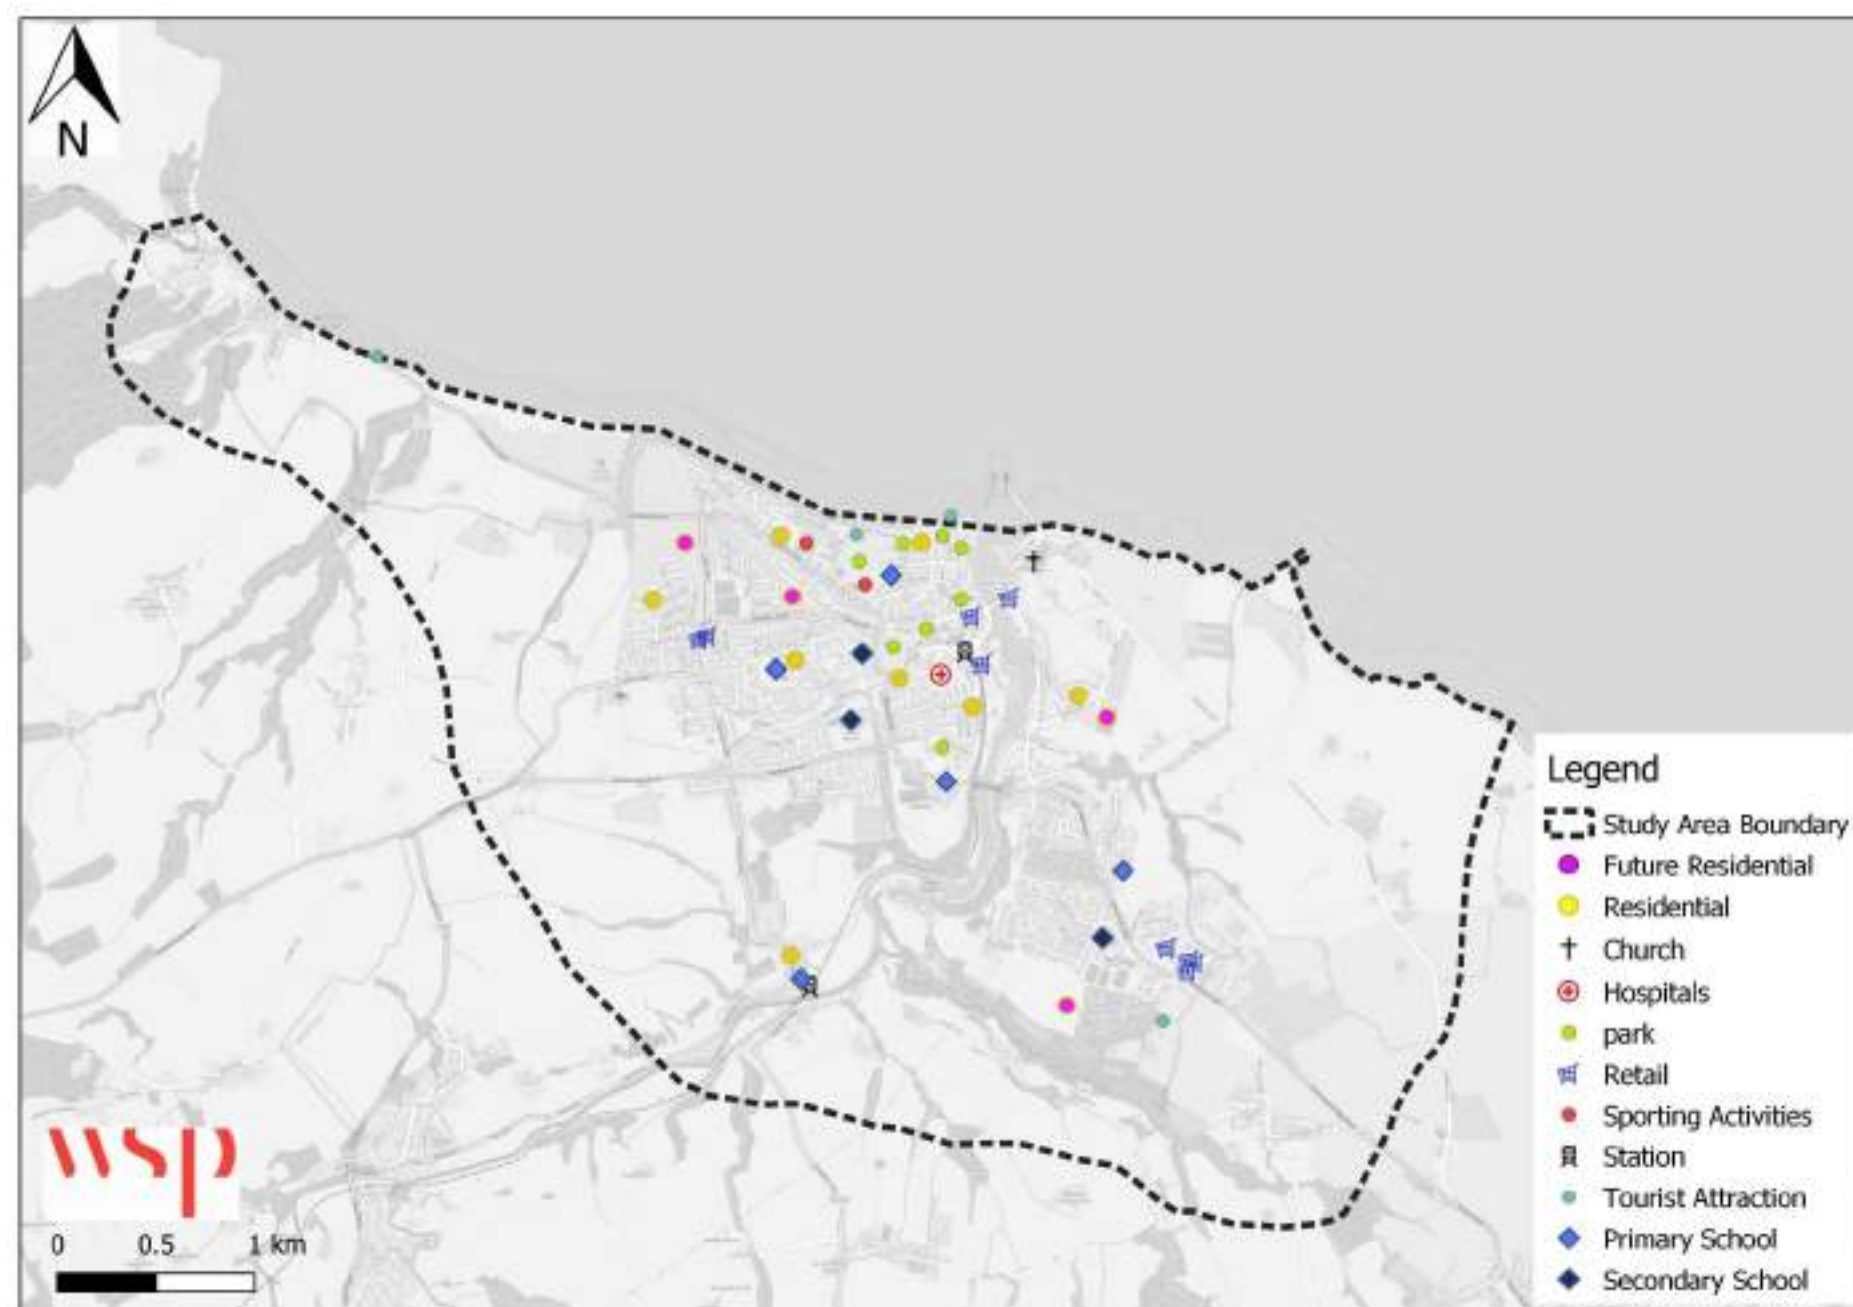 N
Legend
Study Area Boundary
Future Residential
Residential
Church
Hospitals
park
Retail
Sporting Activities
Station
Tourist Attraction
Primary School
Secondary School
wsp
0 0.5 1 km